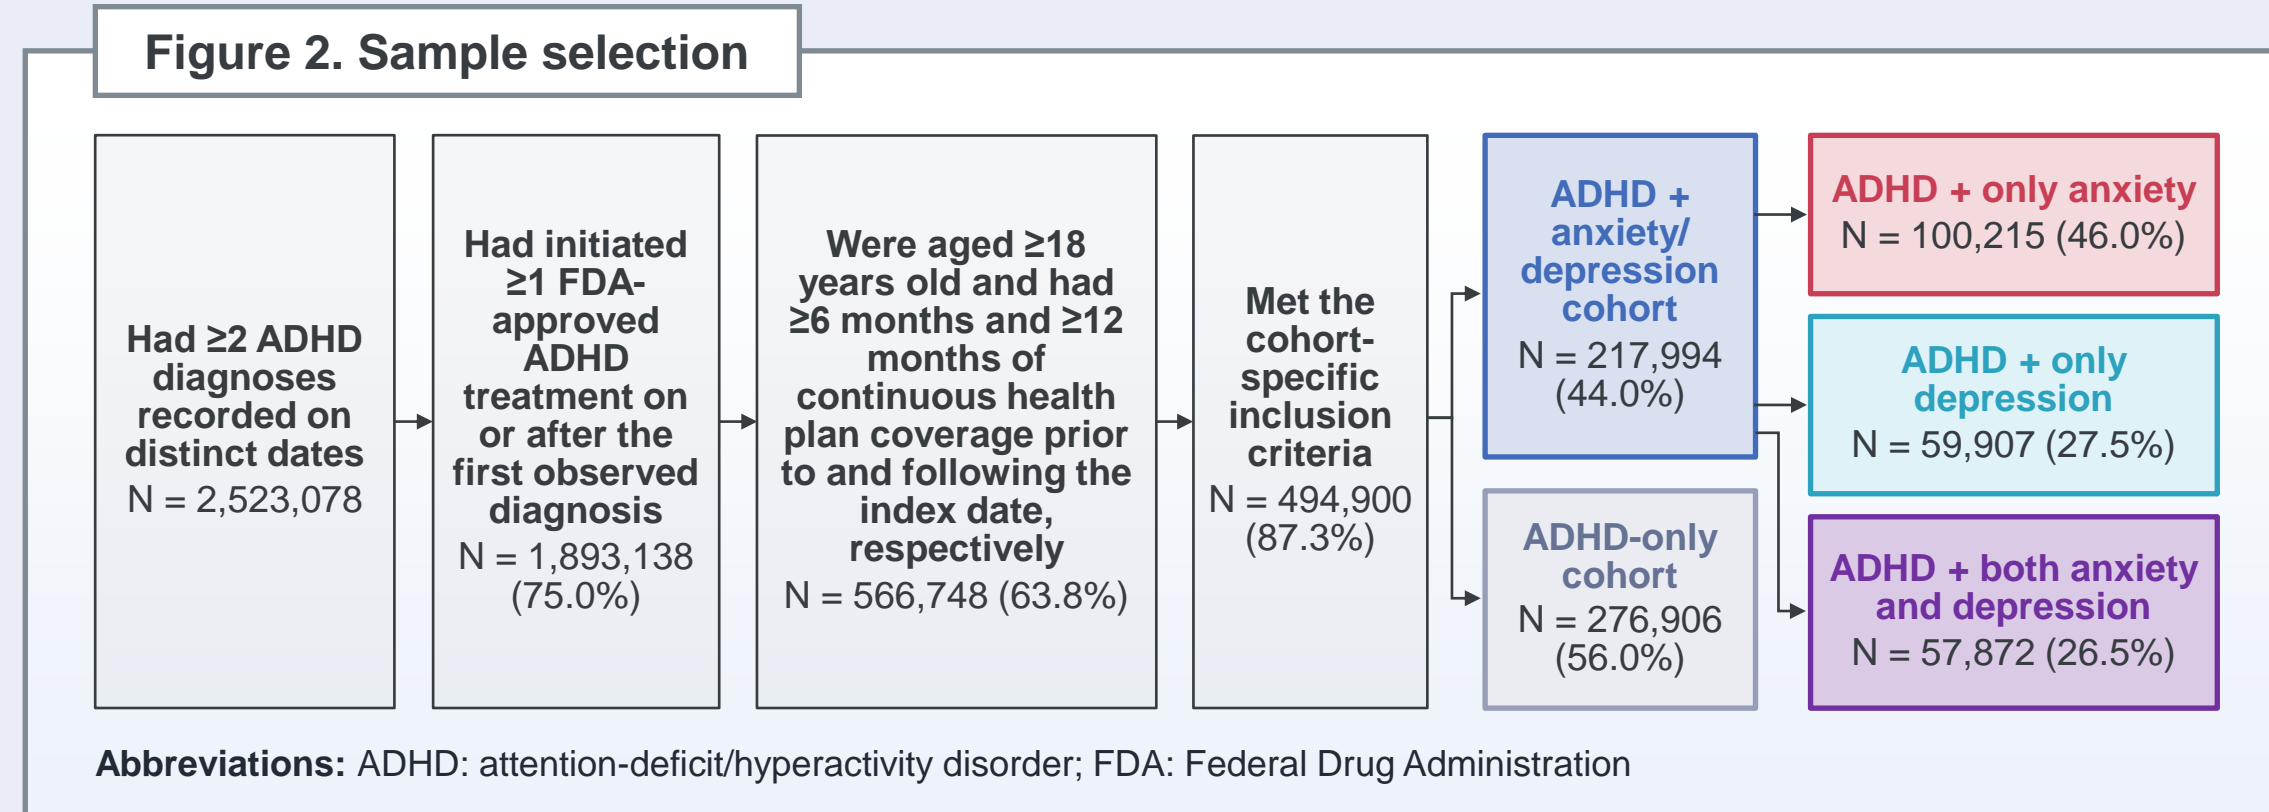 Figure 2. Sample selection
Had ≥2 ADHD
diagnoses
recorded on
distinct dates
N = 2,523,078
Had initiated
≥1 FDA-
approved
ADHD
treatment on
or after the
first observed
diagnosis
N = 1,893,138
(75.0%)
Were aged ≥18
years old and had
≥6 months and ≥12
months of
continuous health
plan coverage prior
to and following the
index date,
respectively
N = 566,748 (63.8%)
Met the
cohort-
specific
inclusion
criteria
N = 494,900
(87.3%)
ADHD +
anxiety/
depression
cohort
N = 217,994
(44.0%)
ADHD-only
cohort
N = 276,906
(56.0%)
ADHD + only anxiety
N = 100,215 (46.0%)
ADHD + only
depression
N = 59,907 (27.5%)
ADHD + both anxiety
and depression
N = 57,872 (26.5%)
Abbreviations: ADHD: attention-deficit/hyperactivity disorder; FDA: Federal Drug Administration